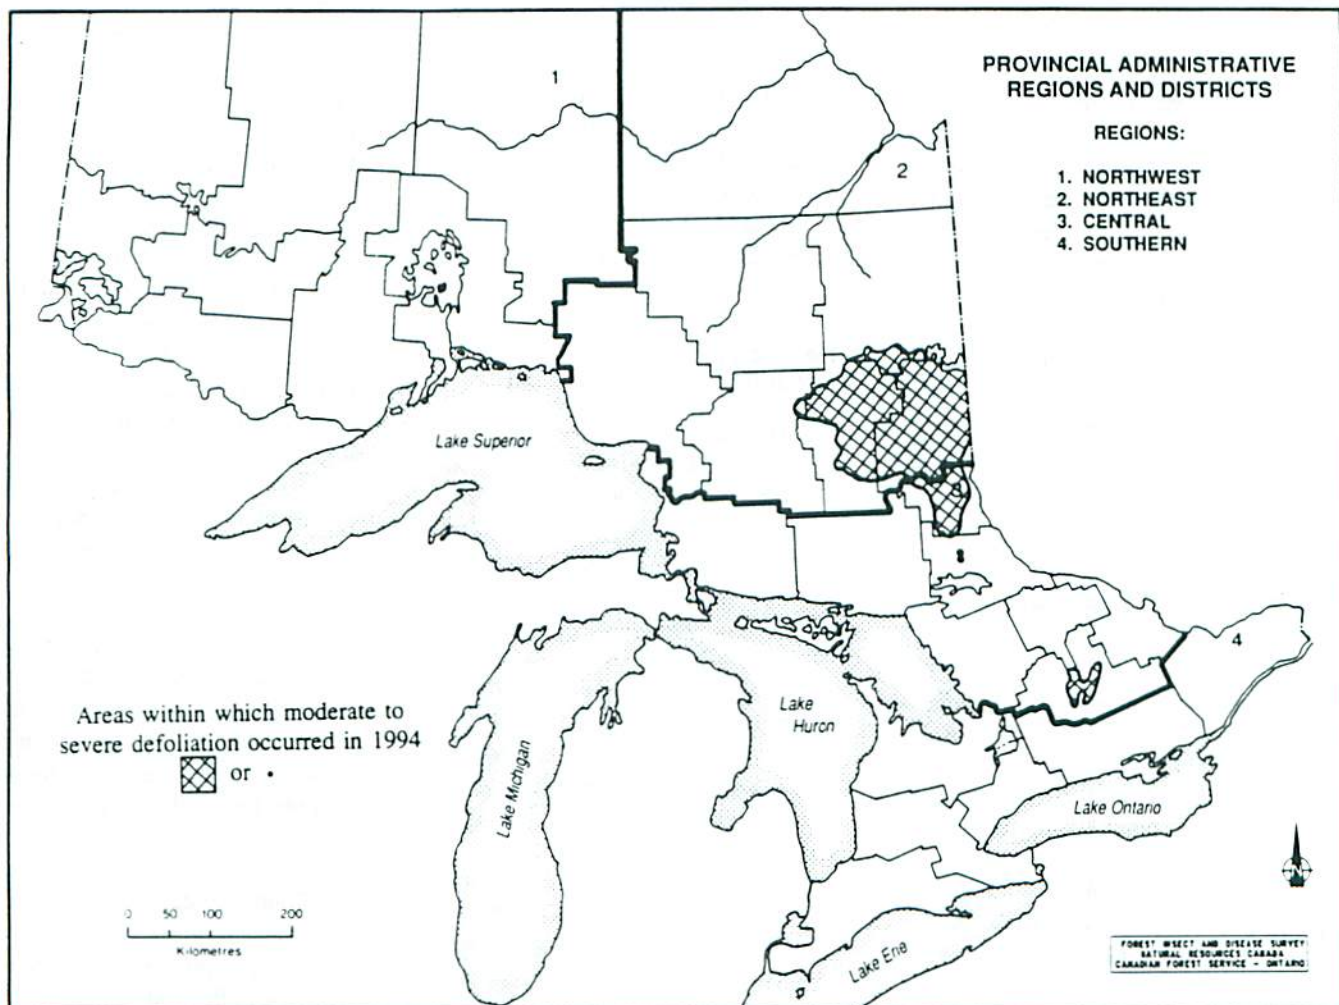 PROVINCIAL ADMINISTRATIVE
REGIONS AND DISTRICTS
REGIONS:
1. NORTHWEST
2. NORTHEAST
3. CENTRAL
4. SOUTHERN
1
2
Lake Superior
4
Lake
Huron
Areas within which moderate to
severe defoliation occurred in 1994
or •
Lake Michigan
Lake Ontario
N
0 50 100 200
Kilometres
Lake Erie
FOREST INSECT AND DISEASE SURVEY
NATURAL RESOURCES CANADA
CANADIAN FOREST SERVICE - ONTARIO